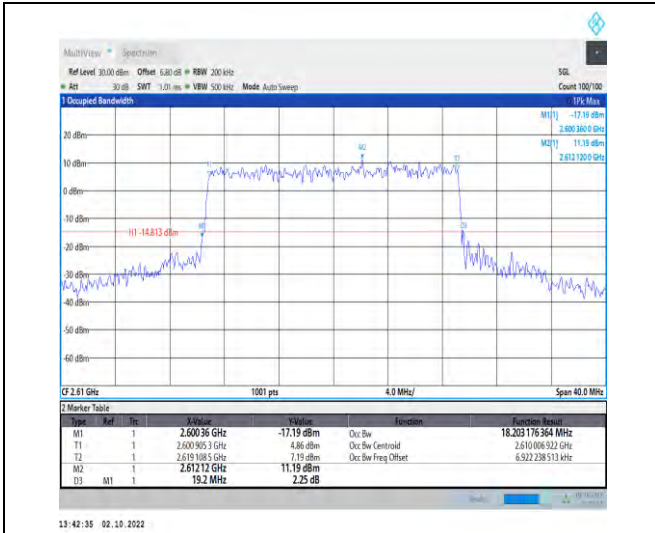 MultiView Spectrum
Ref Level 30.00 dBm Offset 6.80 dB RBW 200 kHz SGL
Att 30 dB SWT 1.01 ms VBW 500 kHz Mode Auto Sweep Count 100/100
1 Occupied Bandwidth 1Pk Max
M1[1] -17.19 dBm
2.600 360 0 GHz
M2[1] 11.19 dBm
2.612 120 0 GHz
20 dBm
M2
10 dBm
T1 T2
0 dBm
-10 dBm
M1 D3
H1 -14.813 dBm
-20 dBm
-30 dBm
-40 dBm
-50 dBm
-60 dBm
CF 2.61 GHz 1001 pts 4.0 MHz/ Span 40.0 MHz
2 Marker Table
Type Ref Trc X-Value Y-Value Function Function Result
M1 1 2.60036 GHz -17.19 dBm Occ Bw 18.203 176 364 MHz
T1 1 2.600 905 3 GHz 4.86 dBm Occ Bw Centroid 2.610 006 922 GHz
T2 1 2.619 108 5 GHz 7.19 dBm Occ Bw Freq Offset 6.922 238 513 kHz
M2 1 2.61212 GHz 11.19 dBm
D3 M1 1 19.2 MHz 2.25 dB
13:42:35 02.10.2022